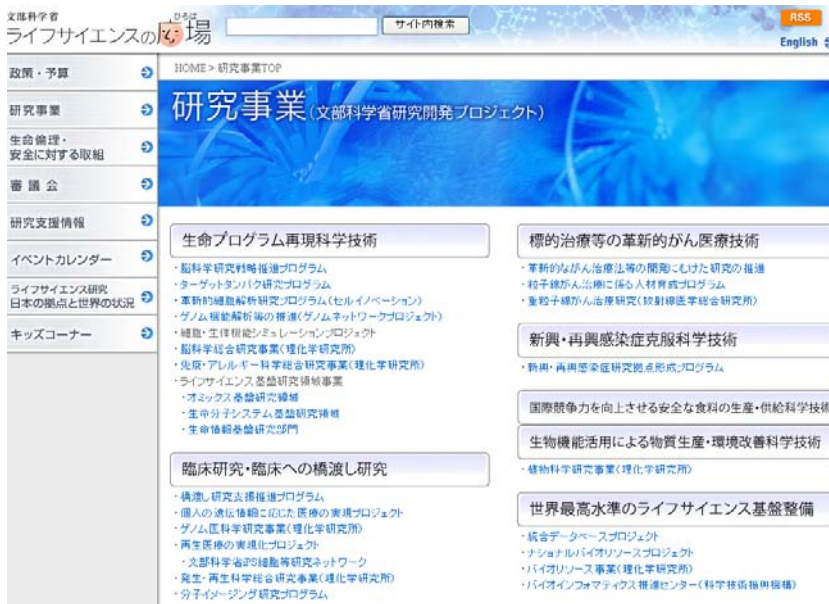 文部科学省
ひろば
ライフサイエンスの広場
サイト内検索
RSS
English
政策・予算
研究事業
生命倫理・
安全に対する取組
審議会
研究支援情報
イベントカレンダー
ライフサイエンス研究
日本の拠点と世界の状況
キッズコーナー
HOME > 研究事業TOP
研究事業(文部科学省研究開発プロジェクト)
生命プログラム再現科学技術
・脳科学研究戦略推進プログラム
・ターゲットタンパク研究プログラム
・革新的細胞解析研究プログラム(セルイノベーション)
・ゲノム機能解析等の推進(ゲノムネットワークプロジェクト)
・細胞・生体機能シミュレーションプロジェクト
・脳科学総合研究事業(理化学研究所)
・免疫・アレルギー科学総合研究事業(理化学研究所)
・ライフサイエンス基盤研究領域事業
・オミックス基盤研究領域
・生命分子システム基盤研究領域
・生命情報基盤研究部門
臨床研究・臨床への橋渡し研究
・橋渡し研究支援推進プログラム
・個人の遺伝情報に応じた医療の実現プロジェクト
・ゲノム医科学研究事業(理化学研究所)
・再生医療の実現化プロジェクト
・文部科学省iPS細胞等研究ネットワーク
・発生・再生科学総合研究事業(理化学研究所)
・分子イメージング研究プログラム
標的治療等の革新的がん医療技術
・革新的ながん治療法等の開発にむけた研究の推進
・粒子線がん治療に係る人材育成プログラム
・重粒子線がん治療研究(放射線医学総合研究所)
新興・再興感染症克服科学技術
・新興・再興感染症研究拠点形成プログラム
国際競争力を向上させる安全な食料の生産・供給科学技術
生物機能活用による物質生産・環境改善科学技術
・植物科学研究事業(理化学研究所)
世界最高水準のライフサイエンス基盤整備
・統合データベースプロジェクト
・ナショナルバイオリソースプロジェクト
・バイオリソース事業(理化学研究所)
・バイオインフォマティクス推進センター(科学技術振興機構)